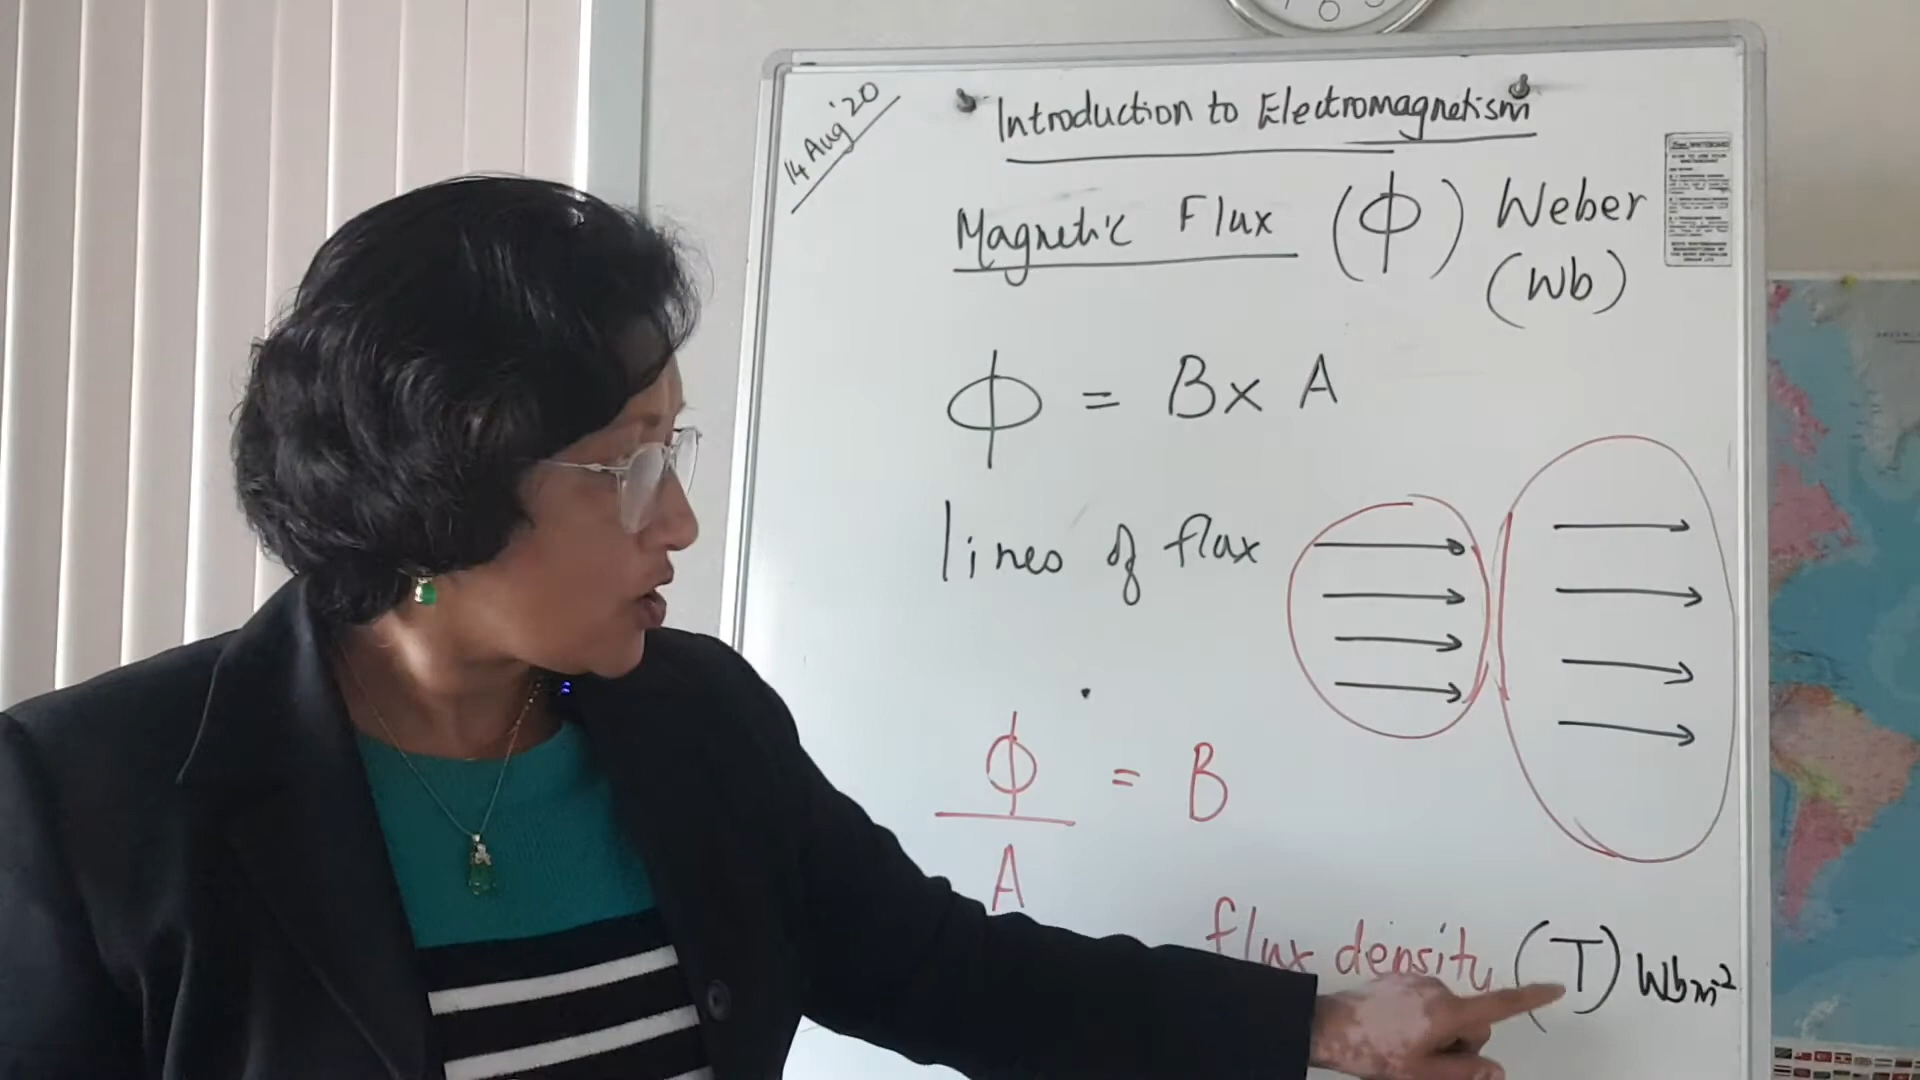 14 Aug '20
Introduction to Electromagnetism
Magnetic Flux (ϕ) Weber
(Wb)
ϕ = B x A
lines of flux
ϕ = B
A
flux density (T) Wbm⁻²